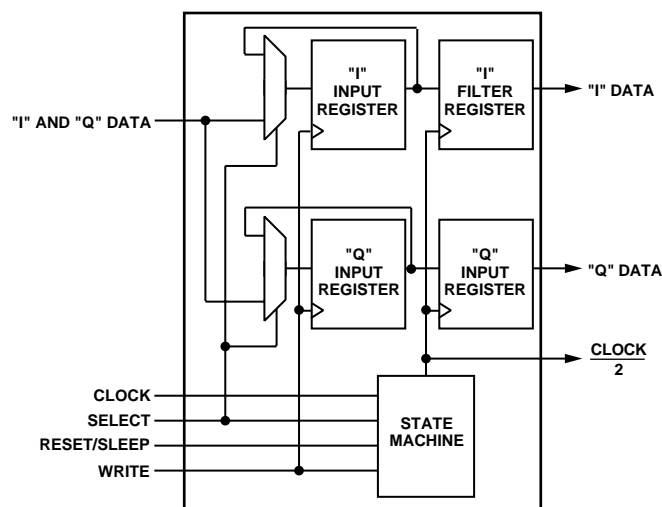 "I"
INPUT
REGISTER
"I"
FILTER
REGISTER
"I" DATA
"I" AND "Q" DATA
"Q"
INPUT
REGISTER
"Q"
INPUT
REGISTER
"Q" DATA
CLOCK
2
CLOCK
SELECT
RESET/SLEEP
WRITE
STATE
MACHINE